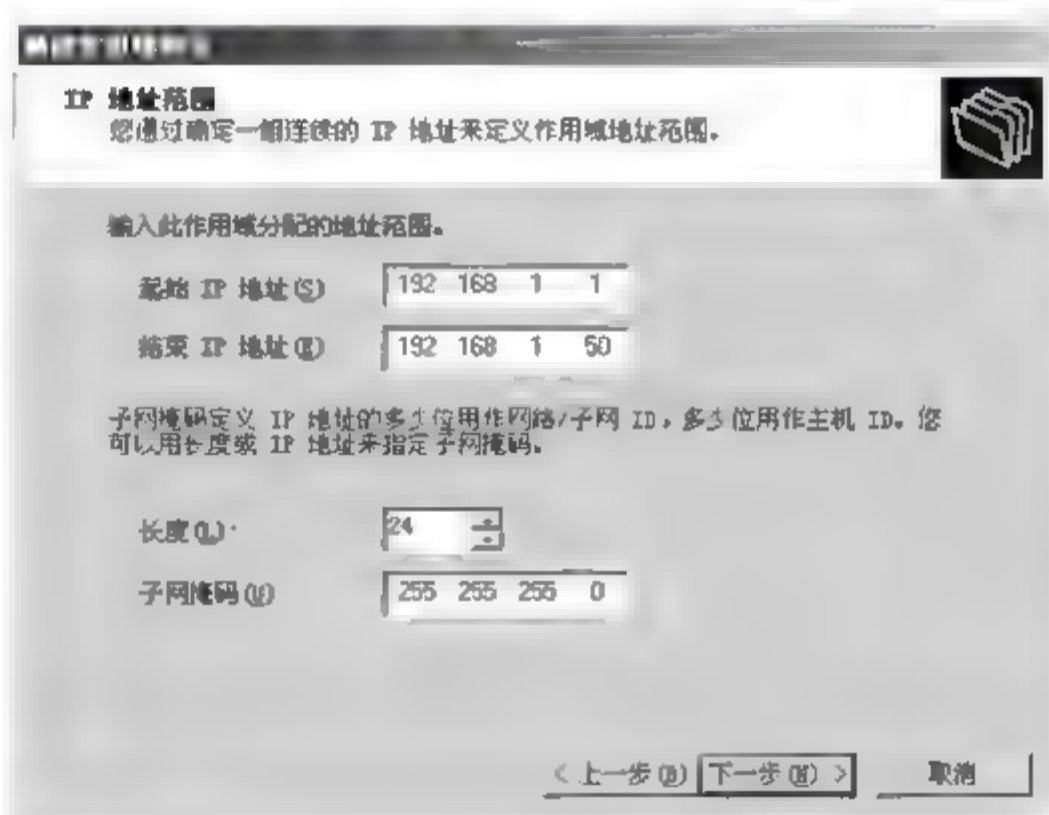 IP 地址范围
您通过确定一组连续的 IP 地址来定义作用域地址范围。
输入此作用域分配的地址范围。
起始 IP 地址(S)
192 168 1 1
结束 IP 地址(E)
192 168 1 50
子网掩码定义 IP 地址的多少位用作网络/子网 ID，多少位用作主机 ID。您
可以用长度或 IP 地址来指定子网掩码。
长度(L):
24
子网掩码(U)
255 255 255 0
< 上一步(B)
下一步(N) >
取消